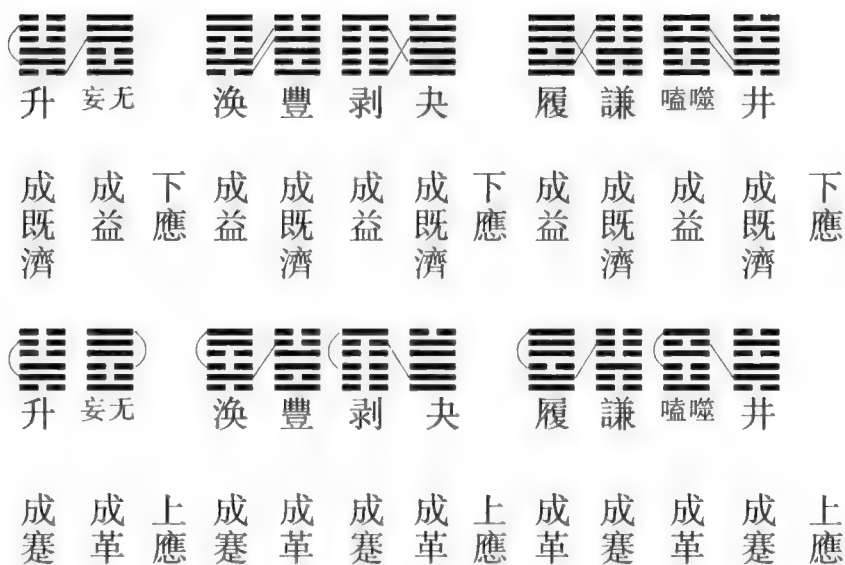 井
噬嗑
謙
履
夬
剥
豐
渙
无妄
升
下應
成既濟
成益
成既濟
成益
下應
成既濟
成益
成既濟
成益
下應
成益
成既濟
井
噬嗑
謙
履
夬
剥
豐
渙
无妄
升
上應
成蹇
成革
成蹇
成革
上應
成革
成蹇
成革
成蹇
上應
成革
成蹇